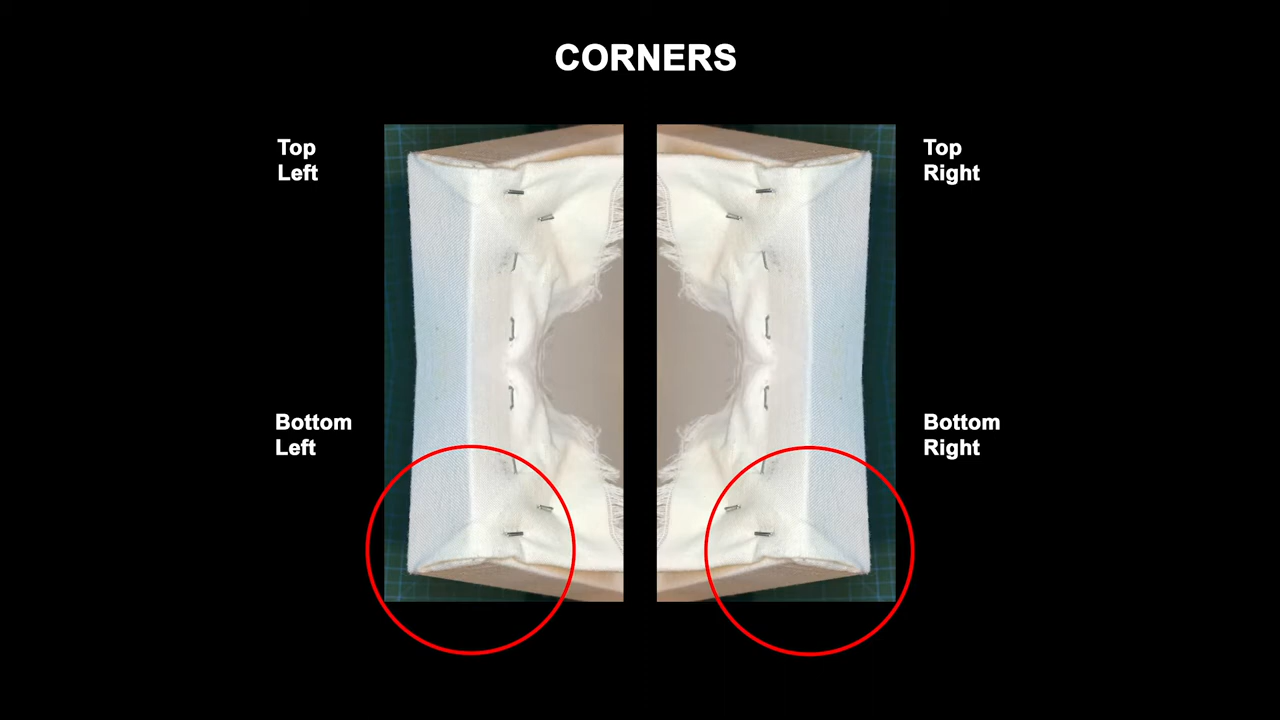 CORNERS
Top
Left
Top
Right
Bottom
Left
Bottom
Right